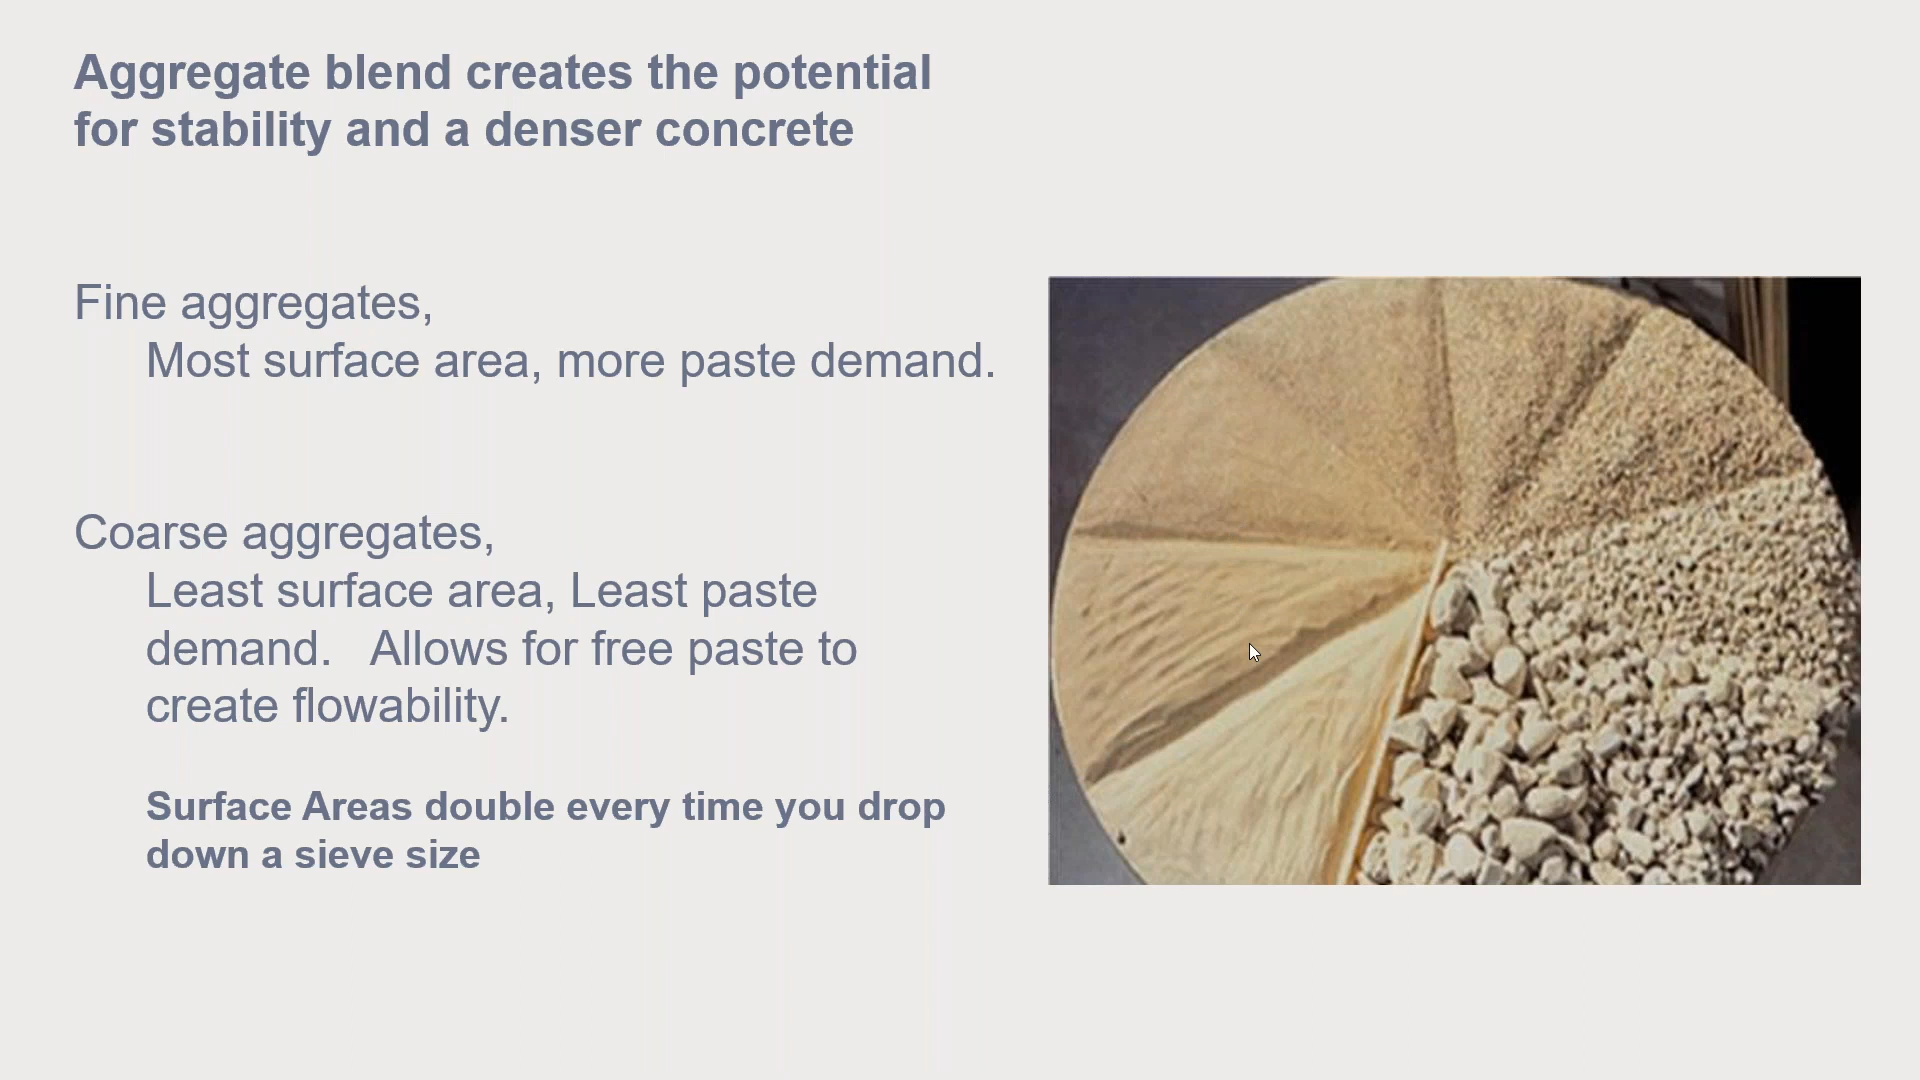 Aggregate blend creates the potential
for stability and a denser concrete
Fine aggregates,
Most surface area, more paste demand.
Coarse aggregates,
Least surface area, Least paste
demand.   Allows for free paste to
create flowability.
Surface Areas double every time you drop
down a sieve size